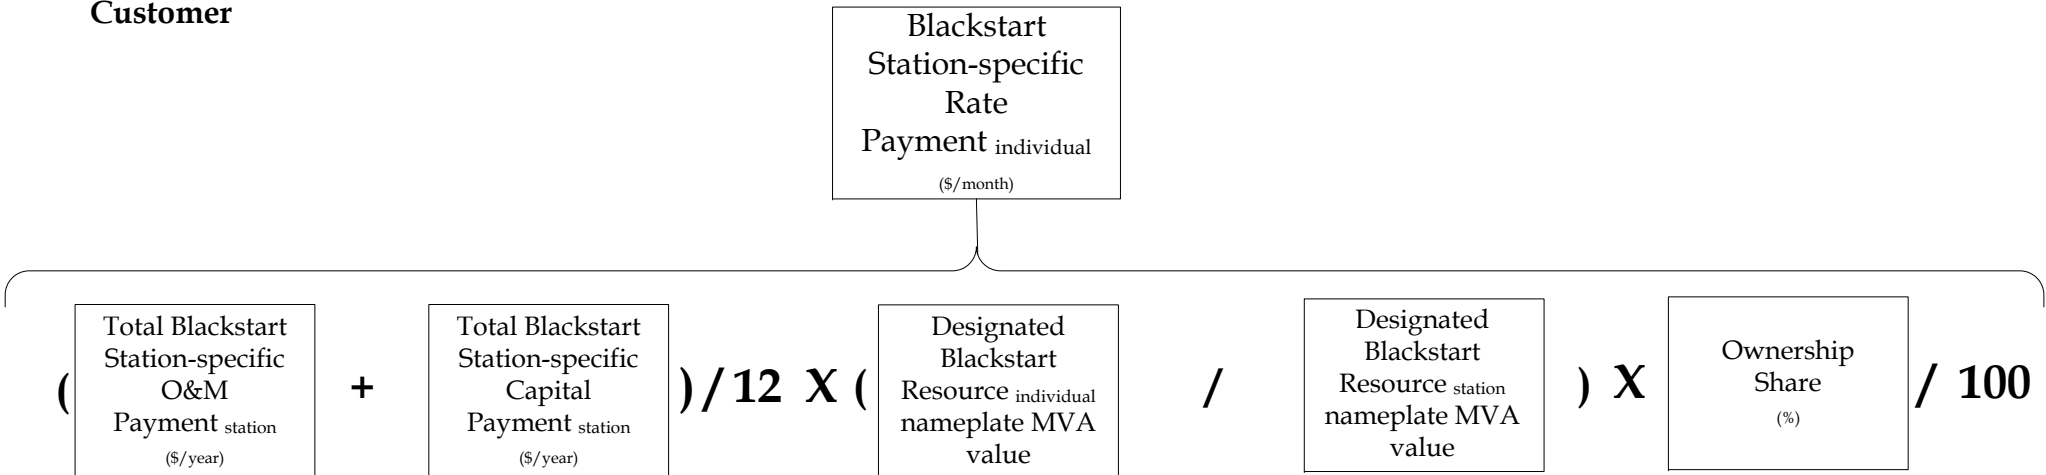 Customer
Blackstart
Station-specific
Rate
Payment individual
($/month)
(
Total Blackstart
Station-specific
O&M
Payment station
($/year)
+
Total Blackstart
Station-specific
Capital
Payment station
($/year)
) / 12 X (
Designated
Blackstart
Resource individual
nameplate MVA
value
/
Designated
Blackstart
Resource station
nameplate MVA
value
) X
Ownership
Share
(%)
/ 100